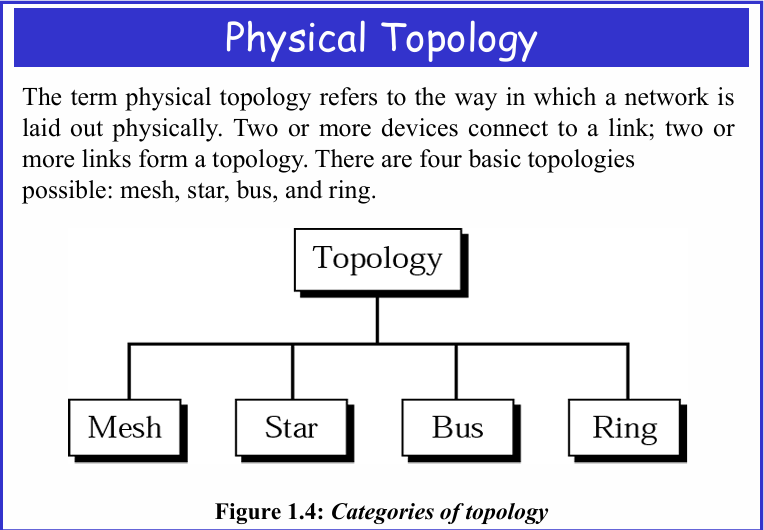 Physical Topology
The term physical topology refers to the way in which a network is
laid out physically. Two or more devices connect to a link; two or
more links form a topology. There are four basic topologies
possible: mesh, star, bus, and ring.
Topology
Mesh
Star
Bus
Ring
Figure 1.4: Categories of topology